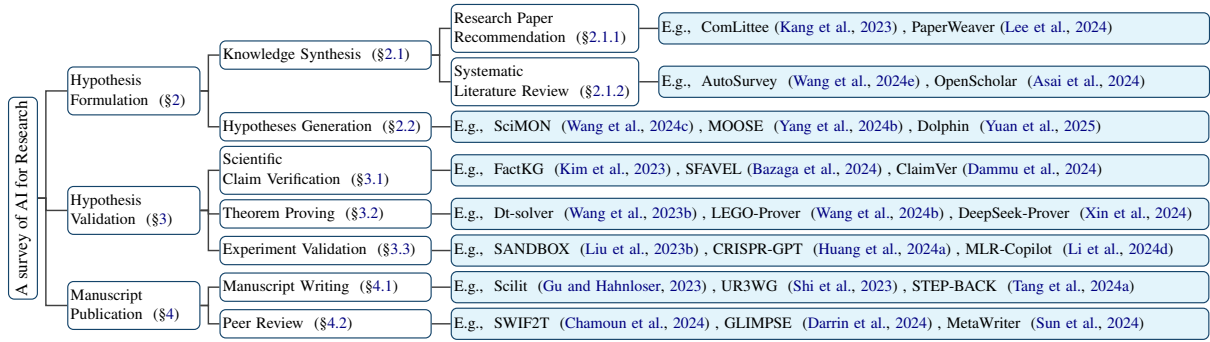 A survey of AI for Research
Hypothesis
Formulation (§2)
Knowledge Synthesis (§2.1)
Research Paper
Recommendation (§2.1.1)
E.g., ComLittee (Kang et al., 2023) , PaperWeaver (Lee et al., 2024)
Systematic
Literature Review (§2.1.2)
E.g., AutoSurvey (Wang et al., 2024e) , OpenScholar (Asai et al., 2024)
Hypotheses Generation (§2.2)
E.g., SciMON (Wang et al., 2024c) , MOOSE (Yang et al., 2024b) , Dolphin (Yuan et al., 2025)
Hypothesis
Validation (§3)
Scientific
Claim Verification (§3.1)
E.g., FactKG (Kim et al., 2023) , SFAVEL (Bazaga et al., 2024) , ClaimVer (Dammu et al., 2024)
Theorem Proving (§3.2)
E.g., Dt-solver (Wang et al., 2023b) , LEGO-Prover (Wang et al., 2024b) , DeepSeek-Prover (Xin et al., 2024)
Experiment Validation (§3.3)
E.g., SANDBOX (Liu et al., 2023b) , CRISPR-GPT (Huang et al., 2024a) , MLR-Copilot (Li et al., 2024d)
Manuscript
Publication (§4)
Manuscript Writing (§4.1)
E.g., Scilit (Gu and Hahnloser, 2023) , UR3WG (Shi et al., 2023) , STEP-BACK (Tang et al., 2024a)
Peer Review (§4.2)
E.g., SWIF2T (Chamoun et al., 2024) , GLIMPSE (Darrin et al., 2024) , MetaWriter (Sun et al., 2024)